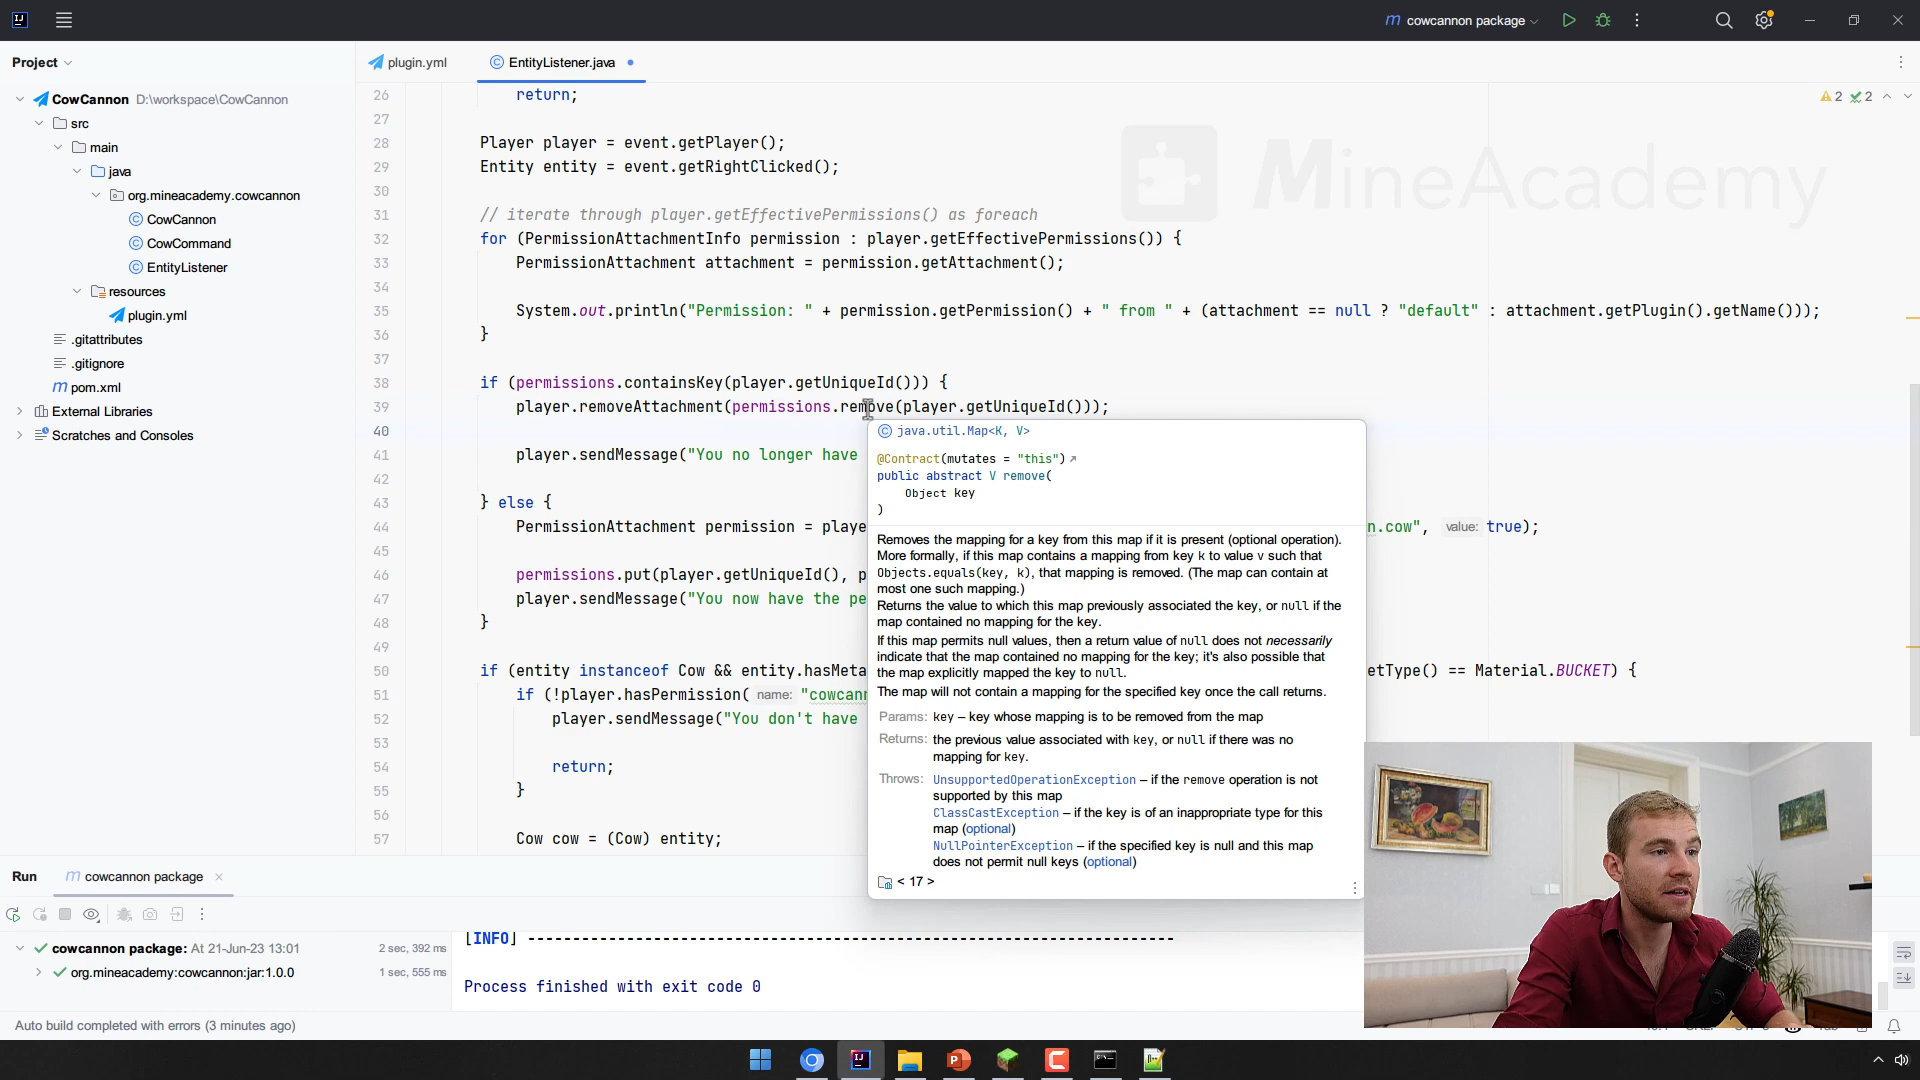 IJ
m cowcannon package
Project
plugin.yml
EntityListener.java
CowCannon D:\workspace\CowCannon
src
main
java
org.mineacademy.cowcannon
CowCannon
CowCommand
EntityListener
resources
plugin.yml
.gitattributes
.gitignore
m pom.xml
External Libraries
Scratches and Consoles
2 2
MineAcademy
26 return;
27
28 Player player = event.getPlayer();
29 Entity entity = event.getRightClicked();
30
31 // iterate through player.getEffectivePermissions() as foreach
32 for (PermissionAttachmentInfo permission : player.getEffectivePermissions()) {
33 PermissionAttachment attachment = permission.getAttachment();
34
35 System.out.println("Permission: " + permission.getPermission() + " from " + (attachment == null ? "default" : attachment.getPlugin().getName()));
36 }
37
38 if (permissions.containsKey(player.getUniqueId())) {
39 player.removeAttachment(permissions.remove(player.getUniqueId()));
40
41 player.sendMessage("You no longer have
42
43 } else {
44 PermissionAttachment permission = playe n.cow", value: true);
45
46 permissions.put(player.getUniqueId(), p
47 player.sendMessage("You now have the pe
48 }
49
50 if (entity instanceof Cow && entity.hasMeta etType() == Material.BUCKET) {
51 if (!player.hasPermission( name: "cowcann
52 player.sendMessage("You don't have
53
54 return;
55 }
56
57 Cow cow = (Cow) entity;
java.util.Map<K, V>
@Contract(mutates = "this")
public abstract V remove(
Object key
)
Removes the mapping for a key from this map if it is present (optional operation).
More formally, if this map contains a mapping from key k to value v such that
Objects.equals(key, k), that mapping is removed. (The map can contain at
most one such mapping.)
Returns the value to which this map previously associated the key, or null if the
map contained no mapping for the key.
If this map permits null values, then a return value of null does not necessarily
indicate that the map contained no mapping for the key; it's also possible that
the map explicitly mapped the key to null.
The map will not contain a mapping for the specified key once the call returns.
Params: key – key whose mapping is to be removed from the map
Returns: the previous value associated with key, or null if there was no
mapping for key.
Throws: UnsupportedOperationException – if the remove operation is not
supported by this map
ClassCastException – if the key is of an inappropriate type for this
map (optional)
NullPointerException – if the specified key is null and this map
does not permit null keys (optional)
< 17 >
Run
m cowcannon package
cowcannon package: At 21-Jun-23 13:01 2 sec, 392 ms
org.mineacademy:cowcannon:jar:1.0.0 1 sec, 555 ms
[INFO] ------------------------------------------------------------------------
Process finished with exit code 0
Auto build completed with errors (3 minutes ago)